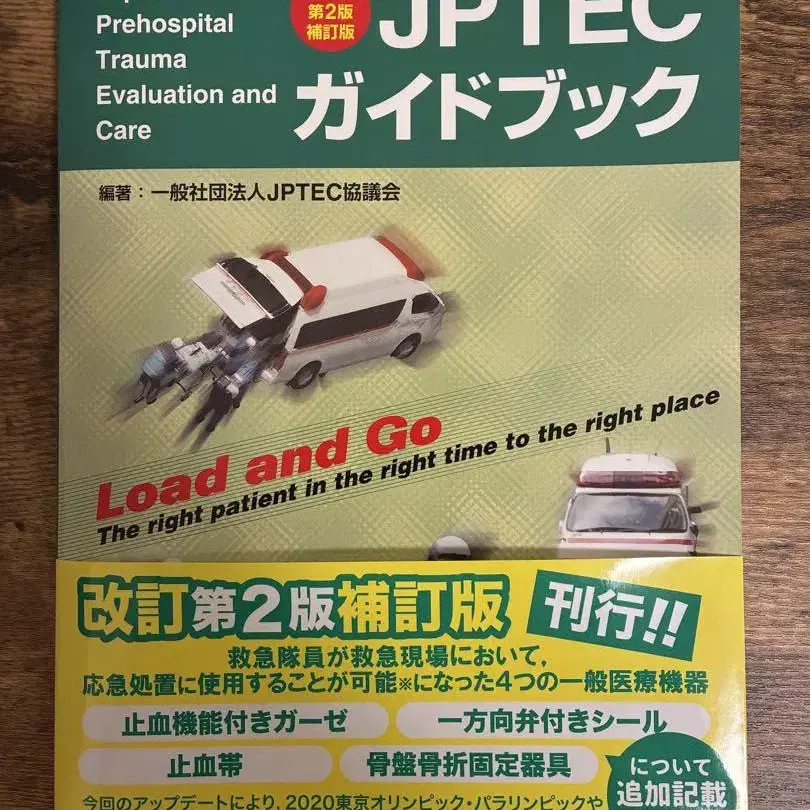 Prehospital
Trauma
Evaluation and
Care
第2版
補訂版
JPTEC
ガイドブック
編著：一般社団法人JPTEC協議会
Load and Go
The right patient in the right time to the right place
改訂第2版補訂版 刊行!!
救急隊員が救急現場において，
応急処置に使用することが可能※になった4つの一般医療機器
止血機能付きガーゼ
一方向弁付きシール
止血帯
骨盤骨折固定器具
について
追加記載
今回のアップデートにより，2020東京オリンピック・パラリンピックや